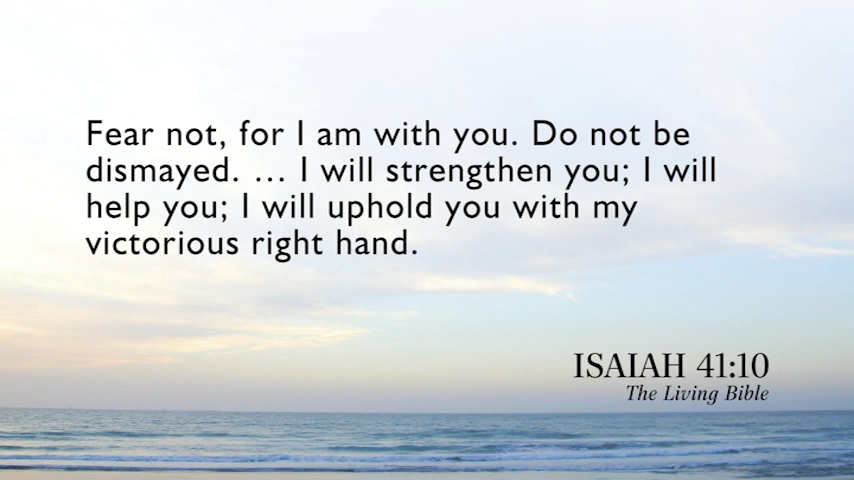 Fear not, for I am with you. Do not be
dismayed. … I will strengthen you; I will
help you; I will uphold you with my
victorious right hand.
ISAIAH 41:10
The Living Bible